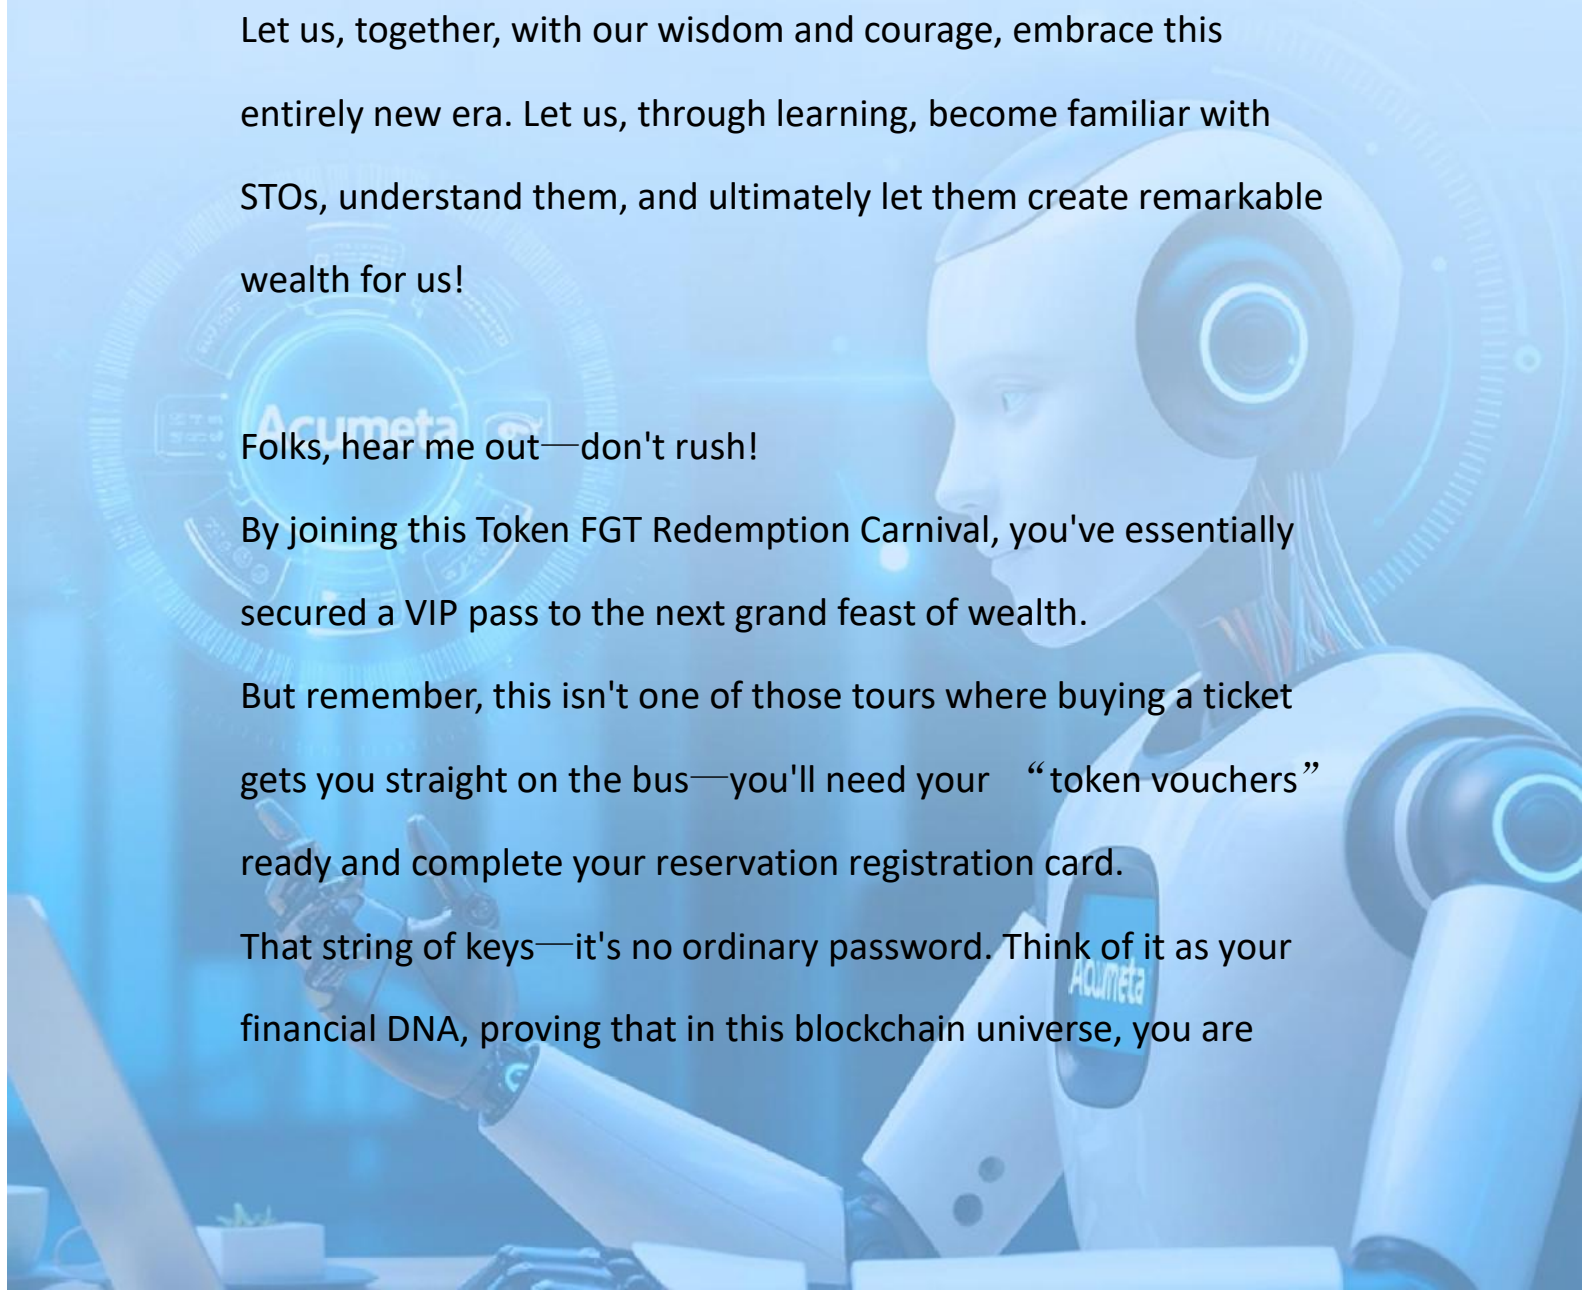 Let us, together, with our wisdom and courage, embrace this
entirely new era. Let us, through learning, become familiar with
STOs, understand them, and ultimately let them create remarkable
wealth for us!
Acumeta
Folks, hear me out—don't rush!
By joining this Token FGT Redemption Carnival, you've essentially
secured a VIP pass to the next grand feast of wealth.
But remember, this isn't one of those tours where buying a ticket
gets you straight on the bus—you'll need your “token vouchers”
ready and complete your reservation registration card.
That string of keys—it's no ordinary password. Think of it as your
Acumeta
financial DNA, proving that in this blockchain universe, you are